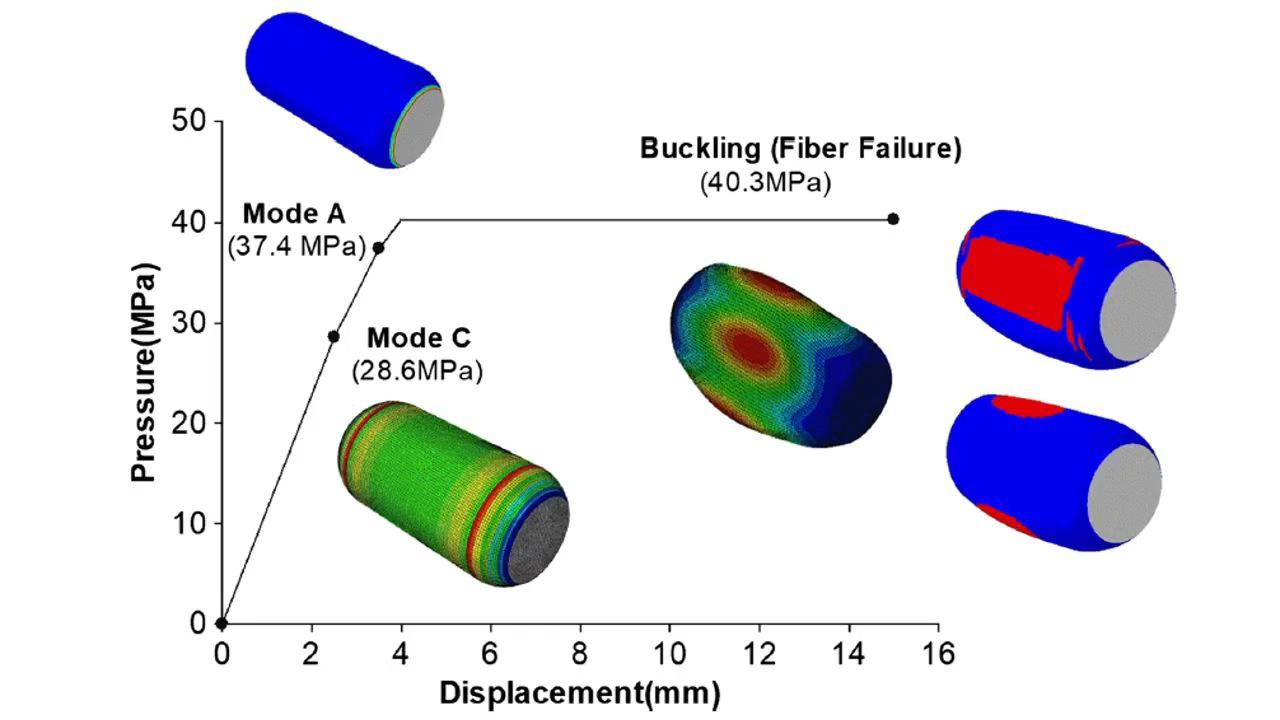 50
Buckling (Fiber Failure)
(40.3MPa)
40
Mode A
(37.4 MPa)
30
Mode C
(28.6MPa)
20
10
0
Pressure(MPa)
0 2 4 6 8 10 12 14 16
Displacement(mm)